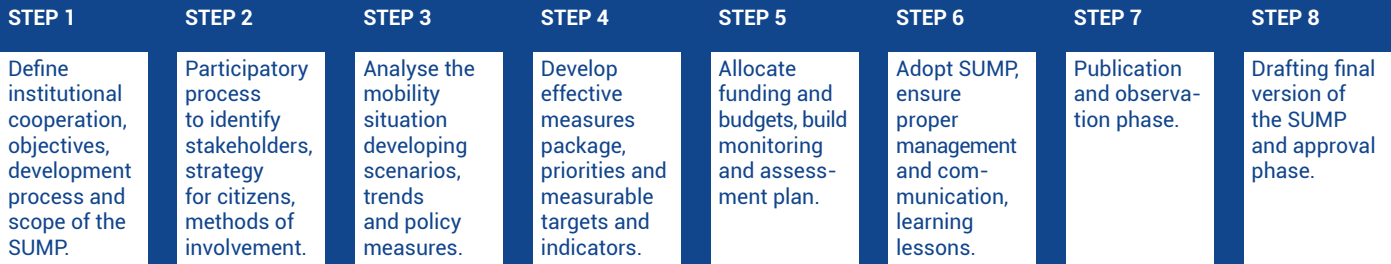 STEP 1
Define
institutional
cooperation,
objectives,
development
process and
scope of the
SUMP.
STEP 2
Participatory
process
to identify
stakeholders,
strategy
for citizens,
methods of
involvement.
STEP 3
Analyse the
mobility
situation
developing
scenarios,
trends
and policy
measures.
STEP 4
Develop
effective
measures
package,
priorities and
measurable
targets and
indicators.
STEP 5
Allocate
funding and
budgets, build
monitoring
and assess-
ment plan.
STEP 6
Adopt SUMP,
ensure
proper
management
and com-
munication,
learning
lessons.
STEP 7
Publication
and observa-
tion phase.
STEP 8
Drafting final
version of
the SUMP
and approval
phase.